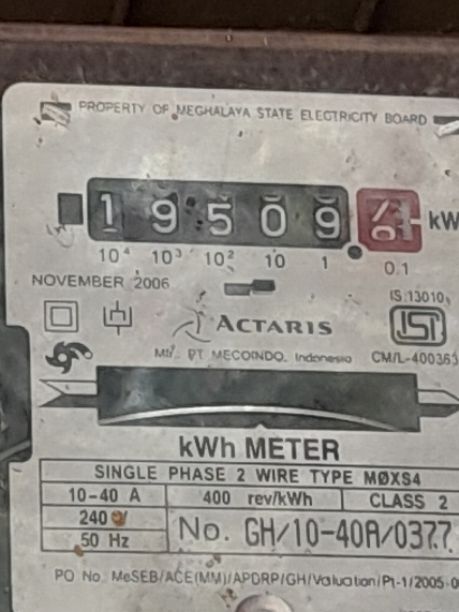 PROPERTY OF MEGHALAYA STATE ELECTRICITY BOARD
1 9 5 0 9 kW
10⁴ 10³ 10² 10 1 0.1
NOVEMBER 2006
IS 13010
ACTARIS
ISI
PT. MECOINDO. Indonesia CM/L-400363
kWh METER
SINGLE PHASE 2 WIRE TYPE MØXS4
10-40 A 400 rev/kWh CLASS 2
240 V
50 Hz
No. GH/10-40A/0377
PO No. MeSEB/ACE(MM)/APDRP/GH/Valuation/Pt-1/2005